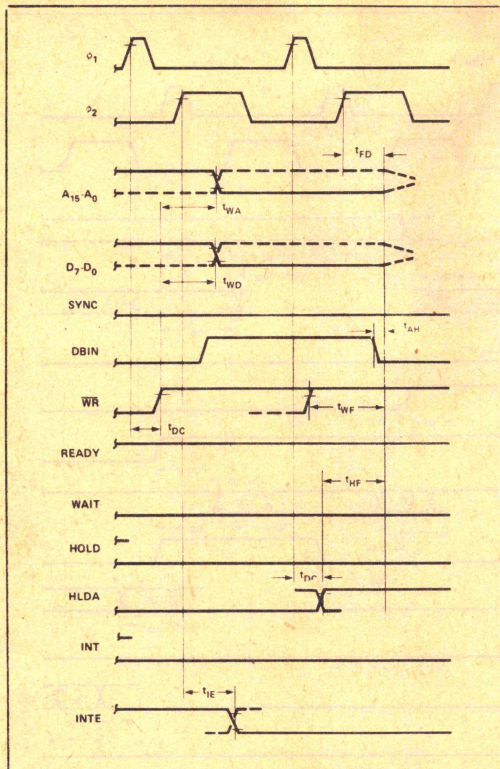 ϕ1
ϕ2
tFD
A15-A0
tWA
D7-D0
tWD
SYNC
tAH
DBIN
WR
tWF
tDC
READY
tHF
WAIT
HOLD
tDC
HLDA
INT
tIE
INTE